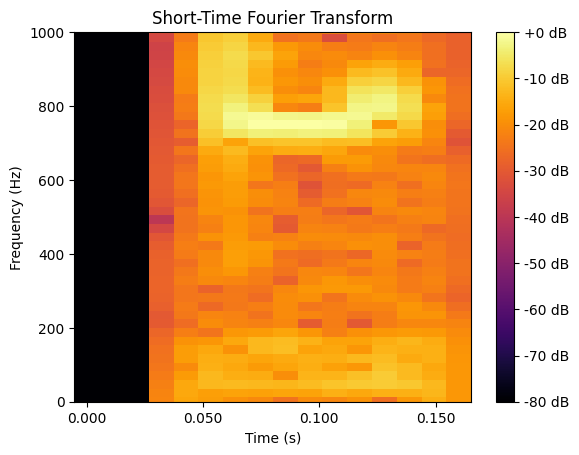 Short-Time Fourier Transform
1000
800
600
400
200
0
Frequency (Hz)
0.000
0.050
0.100
0.150
Time (s)
+0 dB
-10 dB
-20 dB
-30 dB
-40 dB
-50 dB
-60 dB
-70 dB
-80 dB